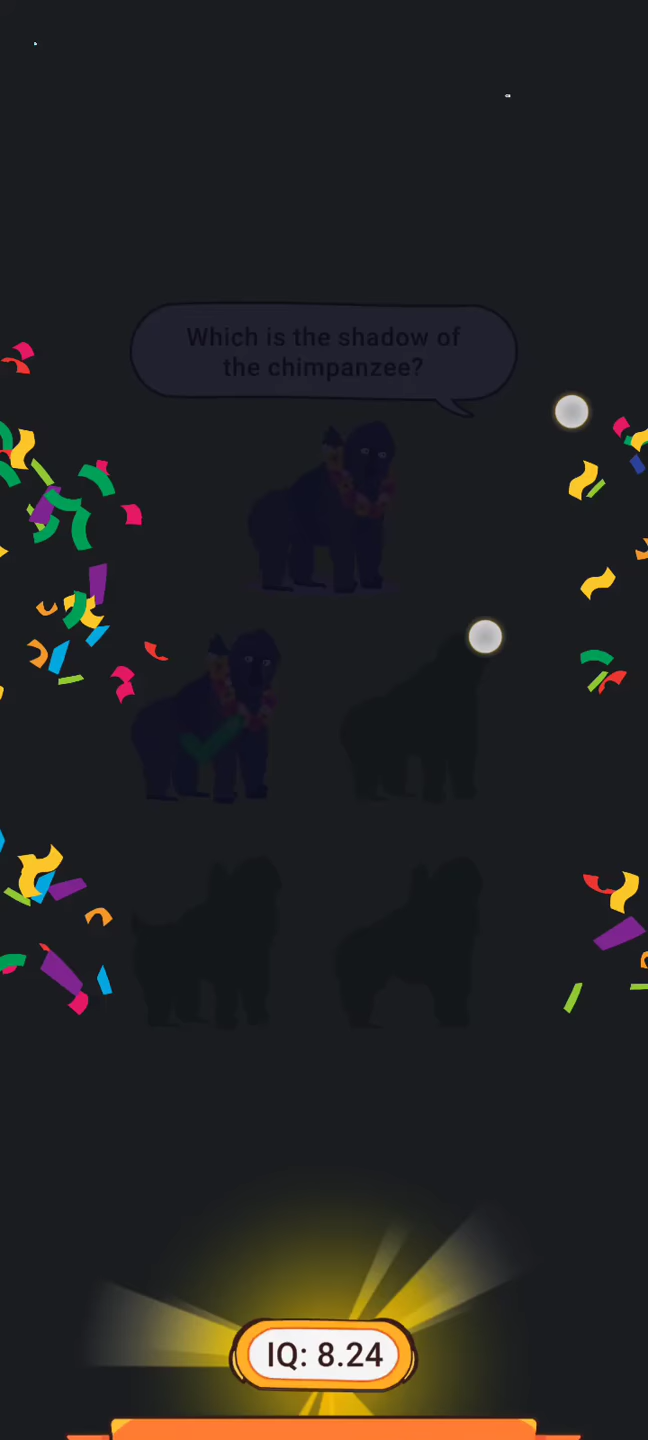 Which is the shadow of
the chimpanzee?
IQ: 8.24